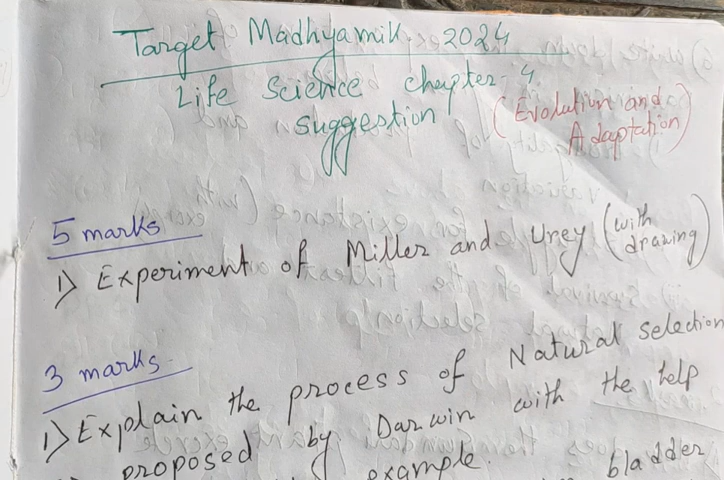 Target Madhyamik 2024
Life Science chapter-4
suggestion
(Evolution and
Adaptation)
5 marks
1) Experiment of Miller and Urey (with
drawing)
3 marks
1) Explain the process of Natural selection
proposed by Darwin with the help
example.
bladder